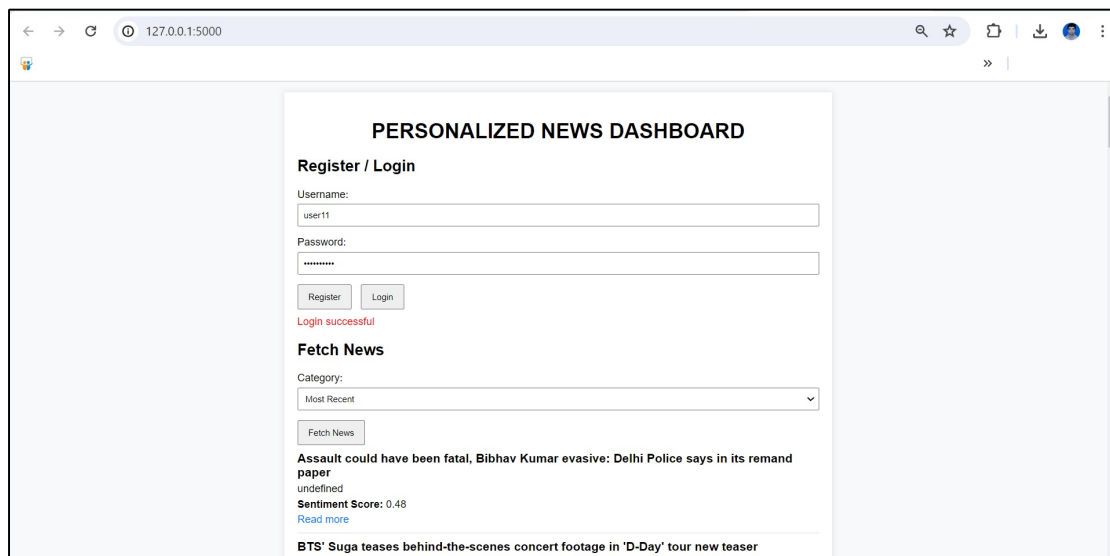 127.0.0.1:5000
»
PERSONALIZED NEWS DASHBOARD
Register / Login
Username:
user11
Password:
••••••••••
Register Login
Login successful
Fetch News
Category:
Most Recent
Fetch News
Assault could have been fatal, Bibhav Kumar evasive: Delhi Police says in its remand
paper
undefined
Sentiment Score: 0.48
Read more
BTS' Suga teases behind-the-scenes concert footage in 'D-Day' tour new teaser